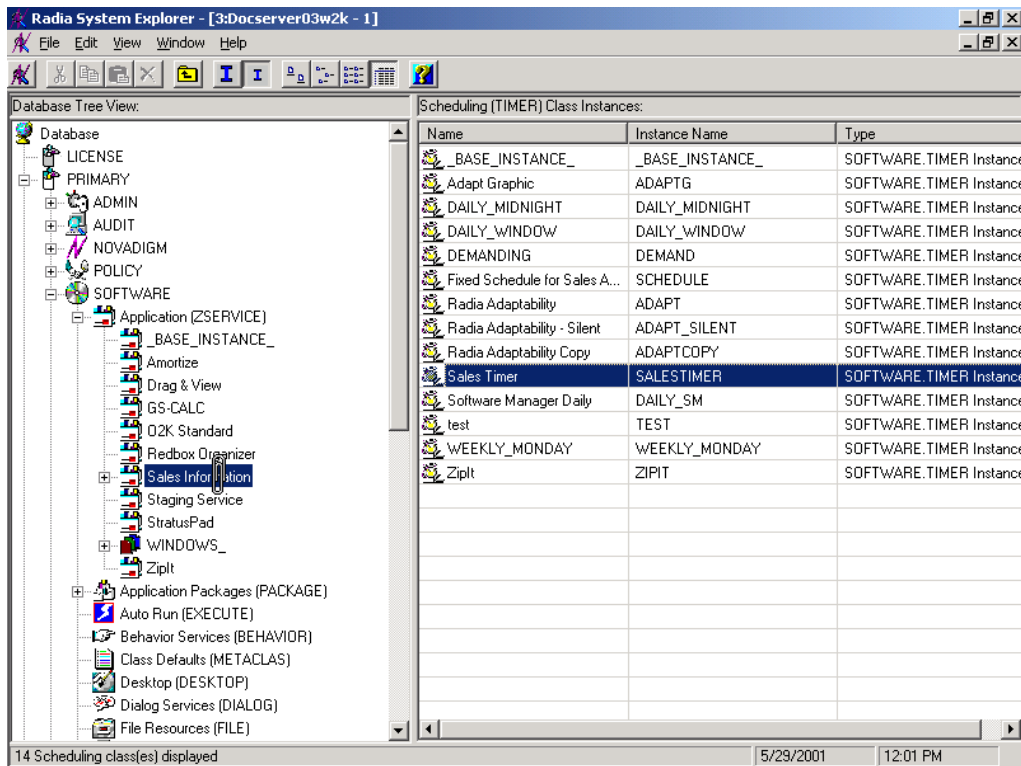 Radia System Explorer - [3:Docserver03w2k - 1]
File Edit View Window Help
Database Tree View:
Scheduling (TIMER) Class Instances:
Database
LICENSE
PRIMARY
ADMIN
AUDIT
NOVADIGM
POLICY
SOFTWARE
Application (ZSERVICE)
_BASE_INSTANCE_
Amortize
Drag & View
GS-CALC
O2K Standard
Redbox Organizer
Sales Information
Staging Service
StratusPad
WINDOWS_
ZipIt
Application Packages (PACKAGE)
Auto Run (EXECUTE)
Behavior Services (BEHAVIOR)
Class Defaults (METACLAS)
Desktop (DESKTOP)
Dialog Services (DIALOG)
File Resources (FILE)
Name Instance Name Type
_BASE_INSTANCE_ _BASE_INSTANCE_ SOFTWARE.TIMER Instance
Adapt Graphic ADAPTG SOFTWARE.TIMER Instance
DAILY_MIDNIGHT DAILY_MIDNIGHT SOFTWARE.TIMER Instance
DAILY_WINDOW DAILY_WINDOW SOFTWARE.TIMER Instance
DEMANDING DEMAND SOFTWARE.TIMER Instance
Fixed Schedule for Sales A... SCHEDULE SOFTWARE.TIMER Instance
Radia Adaptability ADAPT SOFTWARE.TIMER Instance
Radia Adaptability - Silent ADAPT_SILENT SOFTWARE.TIMER Instance
Radia Adaptability Copy ADAPTCOPY SOFTWARE.TIMER Instance
Sales Timer SALESTIMER SOFTWARE.TIMER Instance
Software Manager Daily DAILY_SM SOFTWARE.TIMER Instance
test TEST SOFTWARE.TIMER Instance
WEEKLY_MONDAY WEEKLY_MONDAY SOFTWARE.TIMER Instance
ZipIt ZIPIT SOFTWARE.TIMER Instance
14 Scheduling class(es) displayed 5/29/2001 12:01 PM